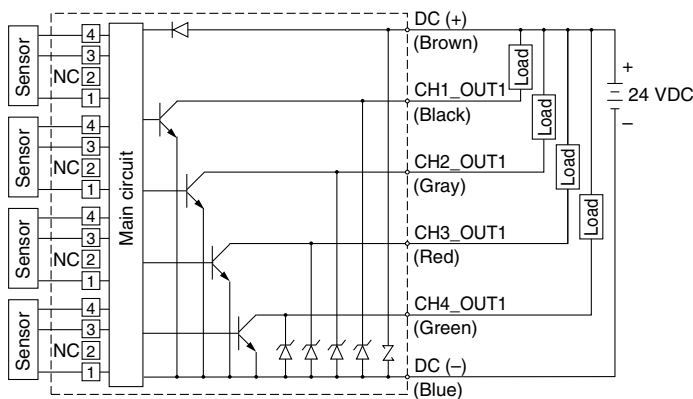 Sensor
4
3
NC 2
1
Sensor
4
3
NC 2
1
Sensor
4
3
NC 2
1
Sensor
4
3
NC 2
1
Main circuit
DC (+)
(Brown)
CH1_OUT1
(Black)
CH2_OUT1
(Gray)
CH3_OUT1
(Red)
CH4_OUT1
(Green)
DC (–)
(Blue)
Load
Load
Load
Load
+
24 VDC
–